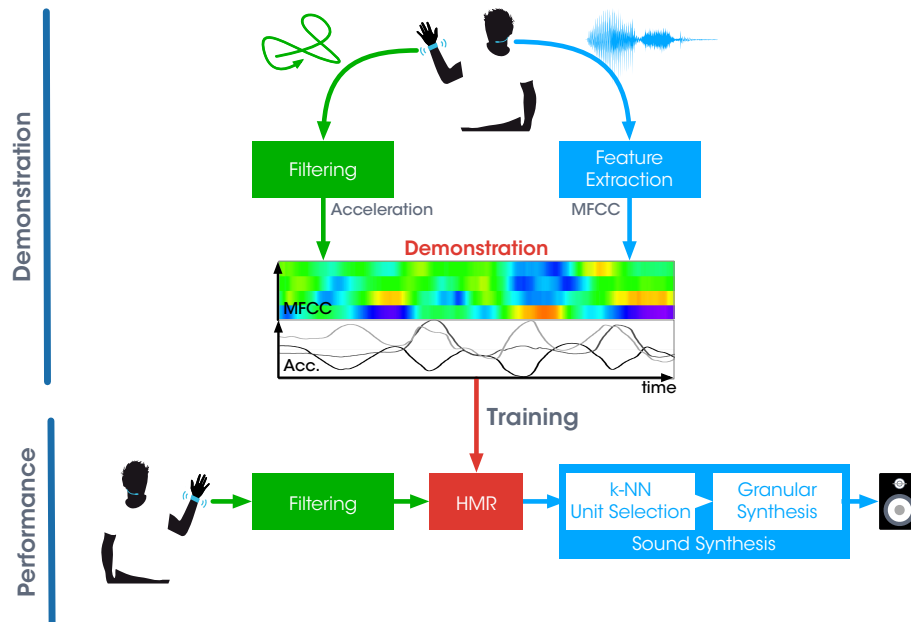 Demonstration
Filtering
Feature
Extraction
Acceleration
MFCC
Demonstration
MFCC
Acc.
time
Training
Performance
Filtering
HMR
k-NN
Unit Selection
Granular
Synthesis
Sound Synthesis